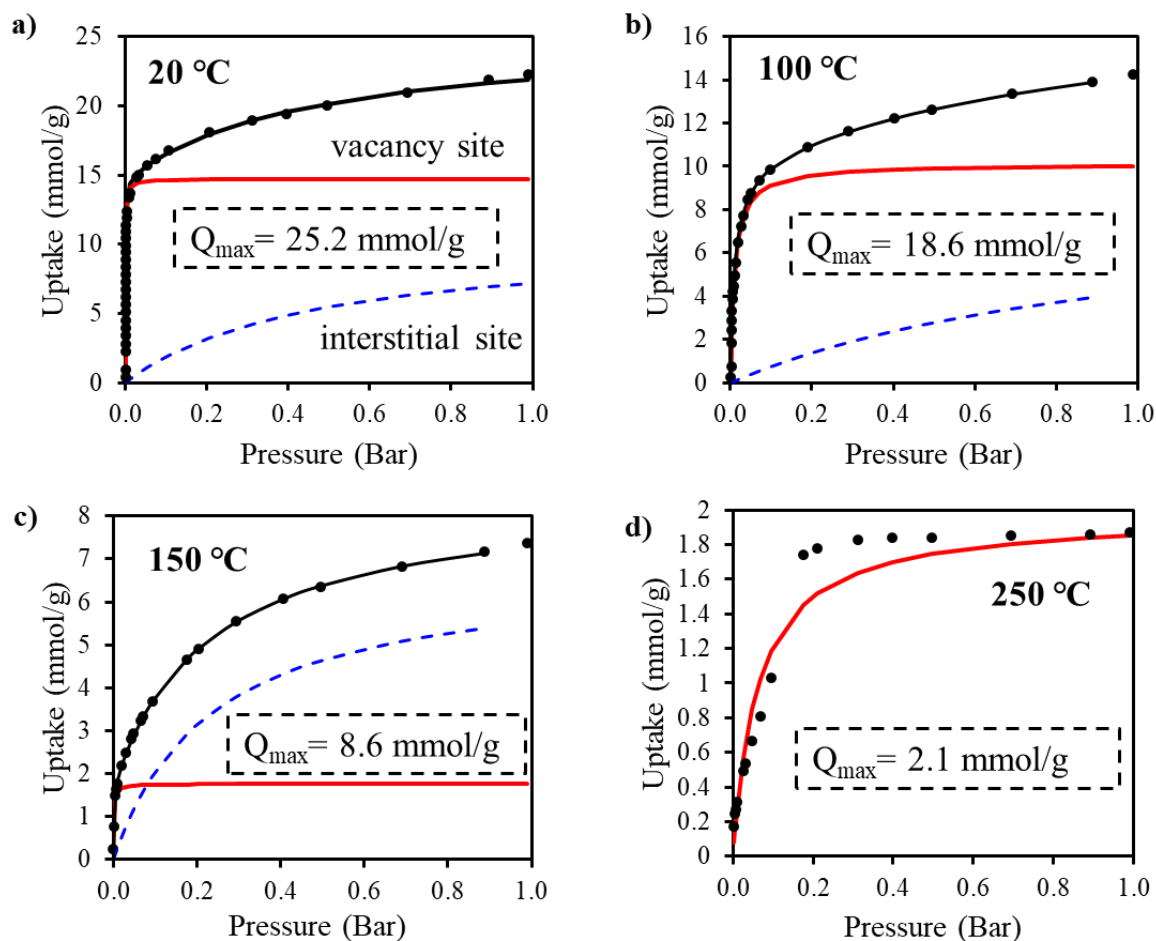 a)
20 °C
25
20
15
10
5
0
Uptake (mmol/g)
vacancy site
Qmax= 25.2 mmol/g
interstitial site
0.0 0.2 0.4 0.6 0.8 1.0
Pressure (Bar)
b)
100 °C
16
14
12
10
8
6
4
2
0
Uptake (mmol/g)
Qmax= 18.6 mmol/g
0.0 0.2 0.4 0.6 0.8 1.0
Pressure (Bar)
c)
150 °C
8
7
6
5
4
3
2
1
0
Uptake (mmol/g)
Qmax= 8.6 mmol/g
0.0 0.2 0.4 0.6 0.8 1.0
Pressure (Bar)
d)
2
1.8
1.6
1.4
1.2
1
0.8
0.6
0.4
0.2
0
Uptake (mmol/g)
250 °C
Qmax= 2.1 mmol/g
0.0 0.2 0.4 0.6 0.8 1.0
Pressure (Bar)